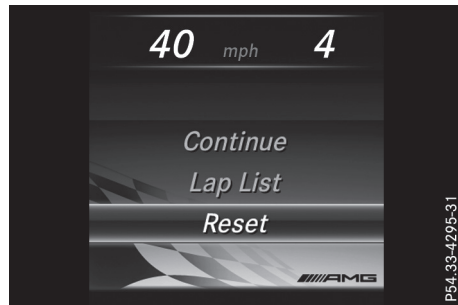 40 mph 4
Continue
Lap List
Reset
AMG
P54.33-4295-31